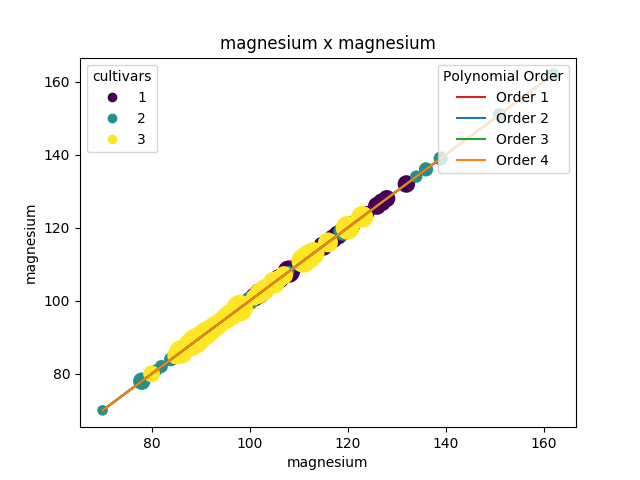 magnesium x magnesium
cultivars
1
2
3
Polynomial Order
Order 1
Order 2
Order 3
Order 4
magnesium
160
140
120
100
80
80
100
120
140
160
magnesium